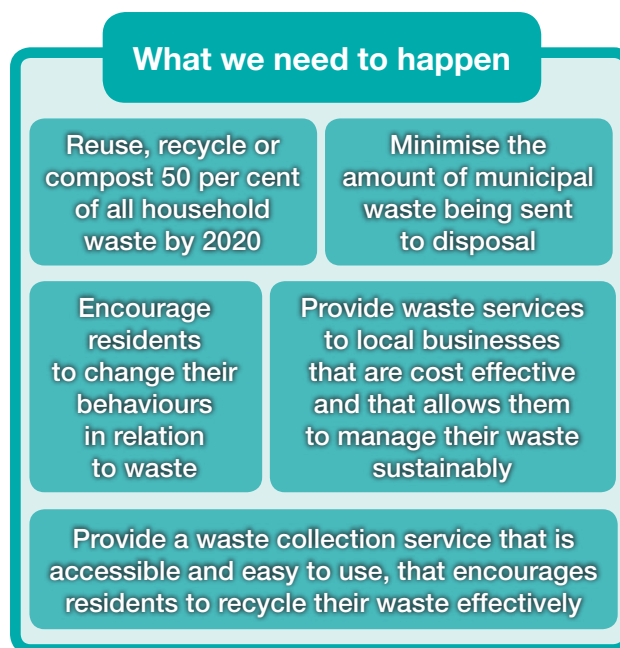 What we need to happen
Reuse, recycle or
compost 50 per cent
of all household
waste by 2020
Minimise the
amount of municipal
waste being sent
to disposal
Encourage
residents
to change their
behaviours
in relation
to waste
Provide waste services
to local businesses
that are cost effective
and that allows them
to manage their waste
sustainably
Provide a waste collection service that is
accessible and easy to use, that encourages
residents to recycle their waste effectively